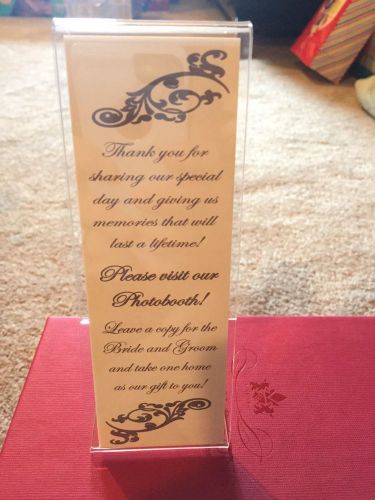 Thank you for
sharing our special
day and giving us
memories that will
last a lifetime!
Please visit our
Photobooth!
Leave a copy for the
Bride and Groom
and take one home
as our gift to you!